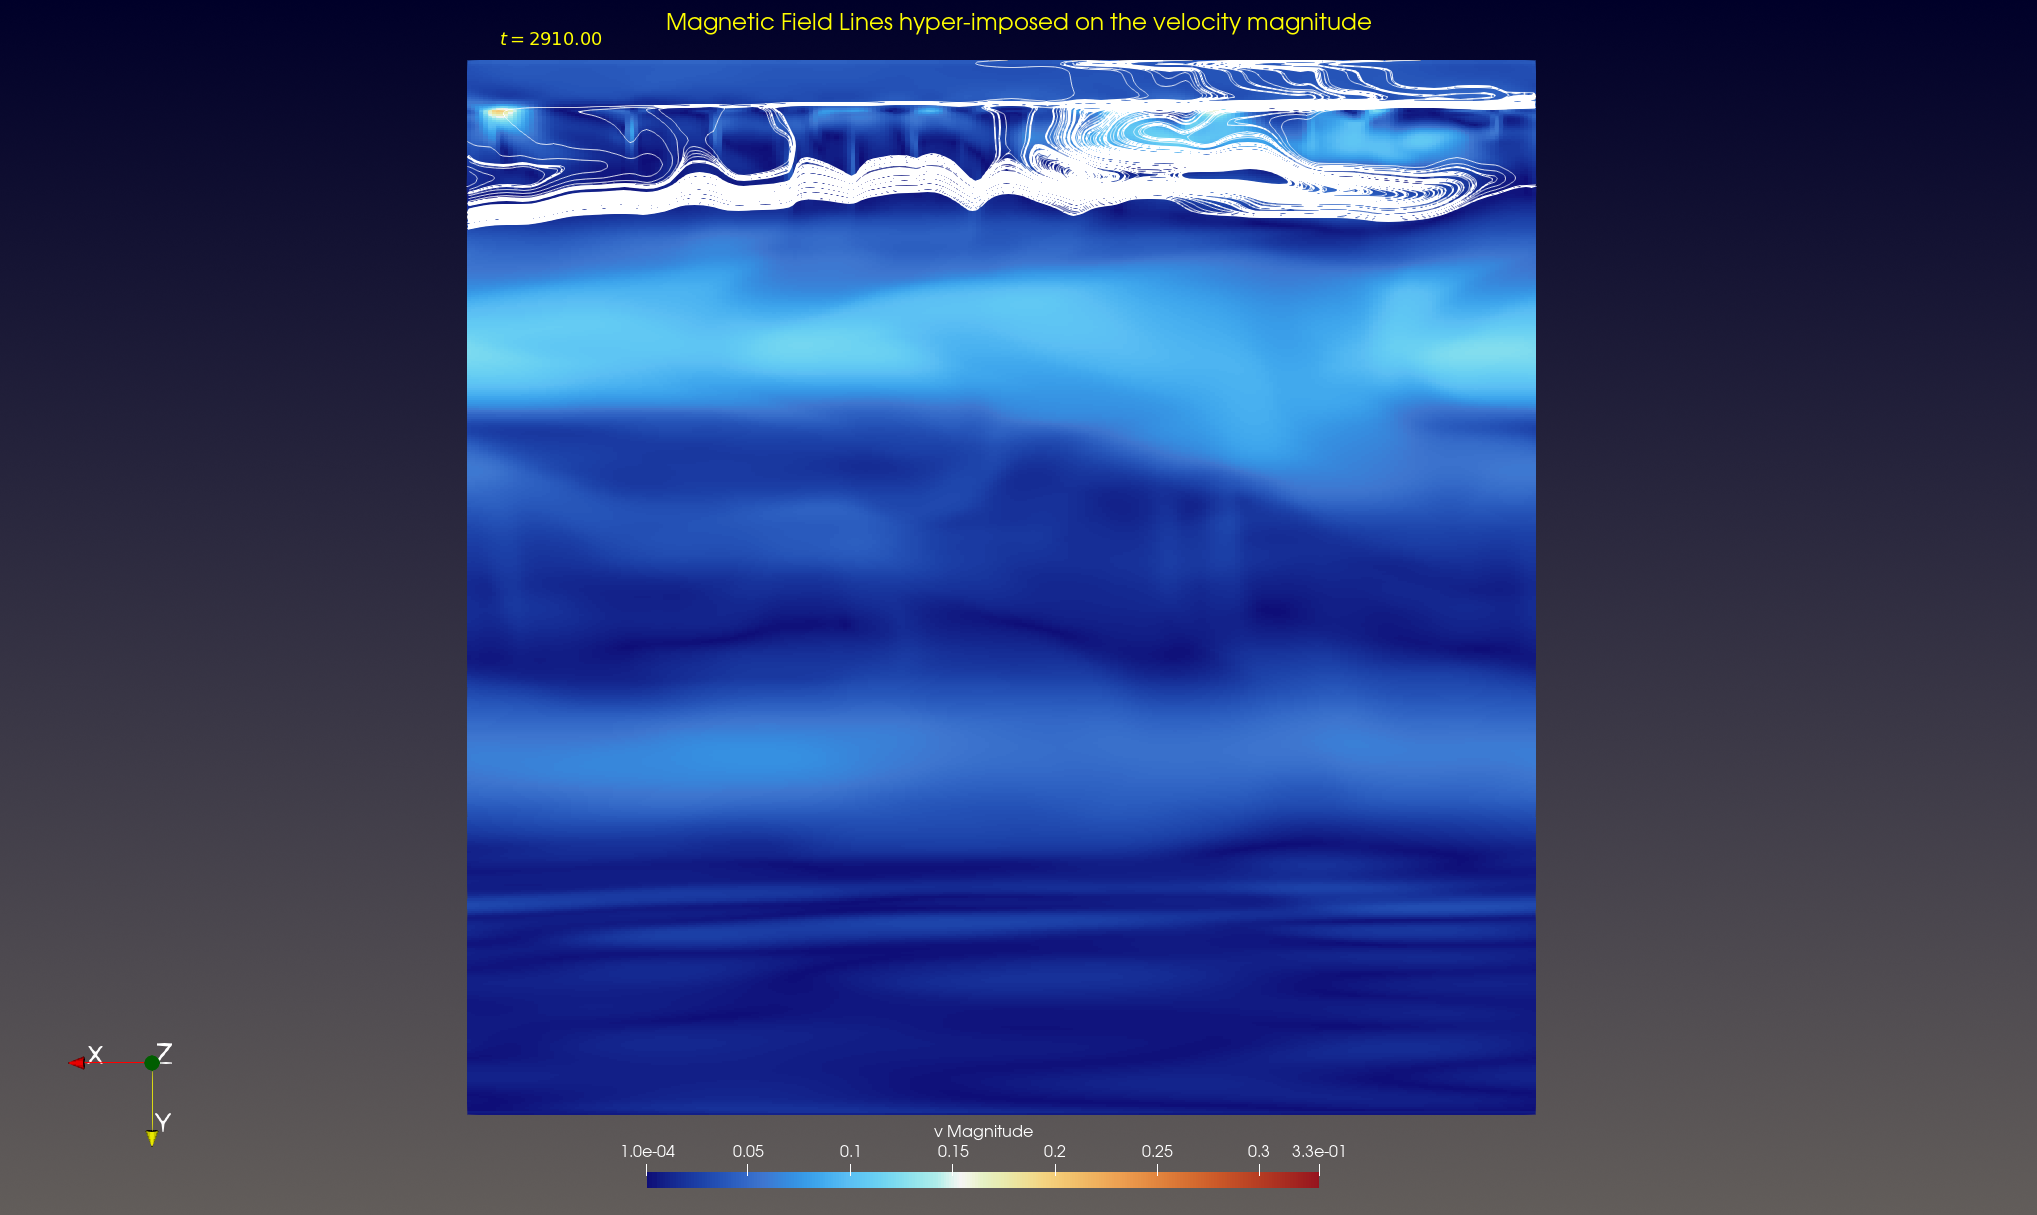 Magnetic Field Lines hyper-imposed on the velocity magnitude
t = 2910.00
X
Z
Y
v Magnitude
1.0e-04 0.05 0.1 0.15 0.2 0.25 0.3 3.3e-01